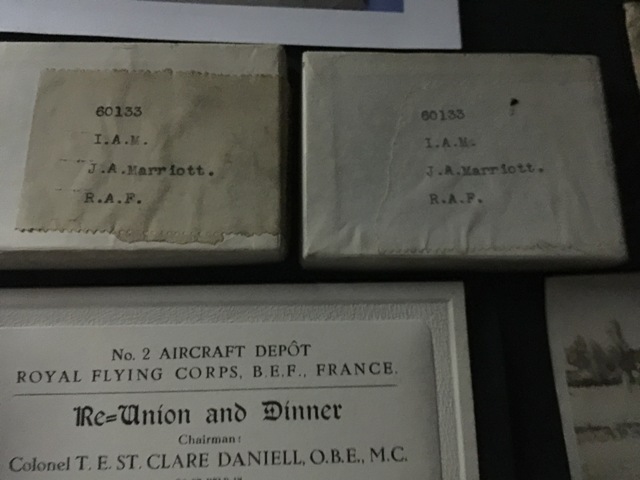 60133
I.A.M.
J.A.Marriott.
R.A.F.
60133
I.A.M.
J.A.Marriott.
R.A.F.
No. 2 AIRCRAFT DEPÔT
ROYAL FLYING CORPS, B.E.F., FRANCE.
Re=Union and Dinner
Chairman:
Colonel T. E. ST. CLARE DANIELL, O.B.E., M.C.